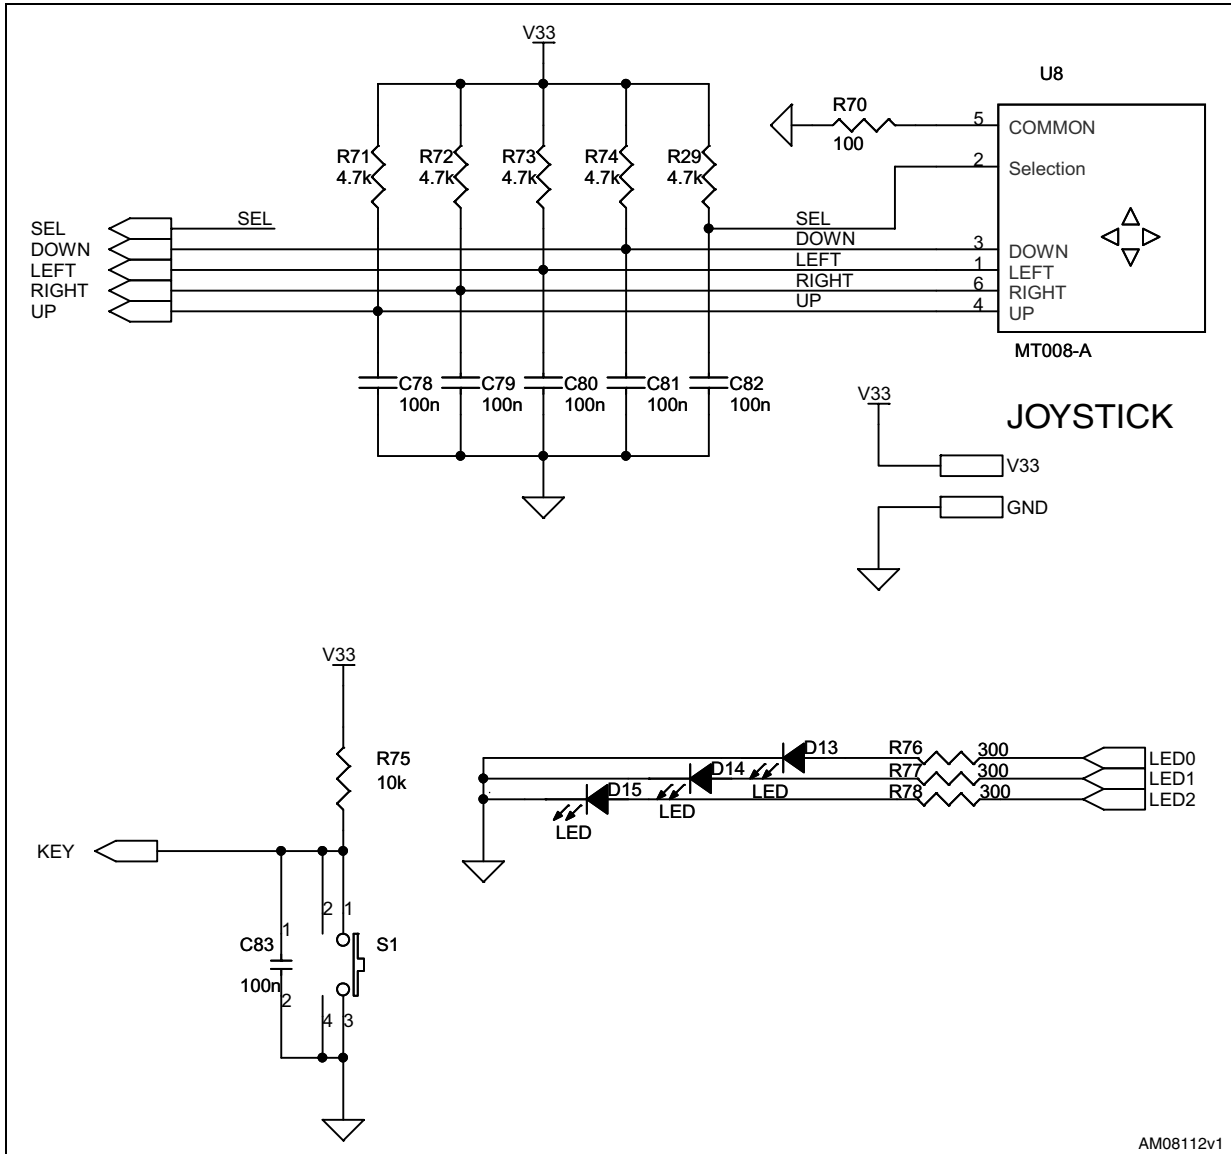 V33
U8
R70
100
5 COMMON
2 Selection
R71 R72 R73 R74 R29
4.7k 4.7k 4.7k 4.7k 4.7k
SEL SEL SEL
DOWN DOWN 3 DOWN
LEFT LEFT 1 LEFT
RIGHT RIGHT 6 RIGHT
UP UP 4 UP
MT008-A
C78 C79 C80 C81 C82
100n 100n 100n 100n 100n
V33
JOYSTICK
V33
GND
V33
R75
10k
D13 R76 300 LED0
D14 R77 300 LED1
D15 R78 300 LED2
LED
LED
LED
KEY
2 1
1
C83 S1
100n
2
4 3
AM08112v1